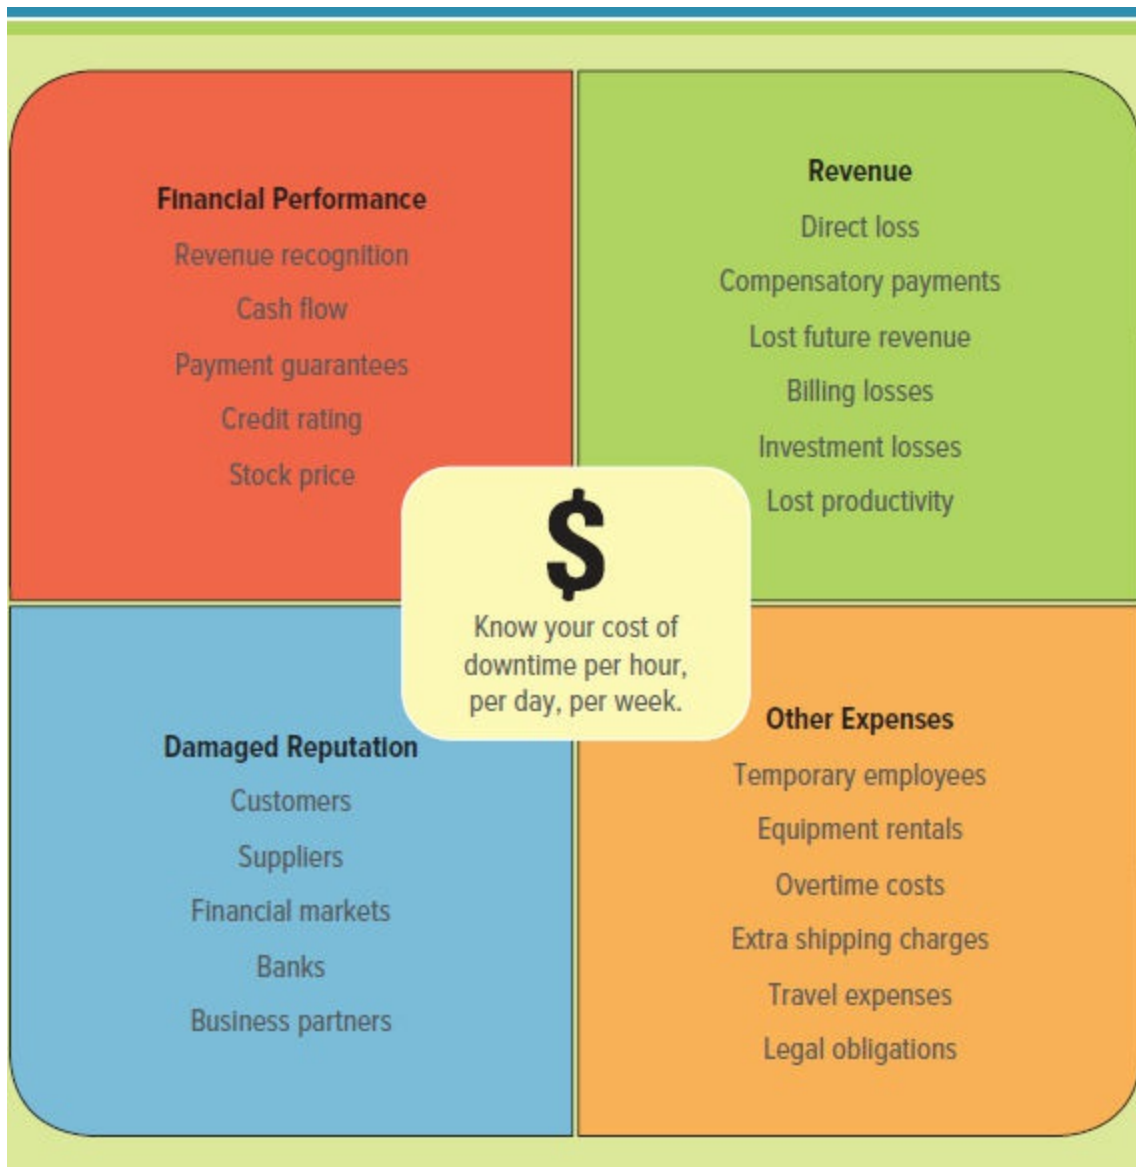 Financial Performance
Revenue recognition
Cash flow
Payment guarantees
Credit rating
Stock price
Revenue
Direct loss
Compensatory payments
Lost future revenue
Billing losses
Investment losses
Lost productivity
$
Know your cost of
downtime per hour,
per day, per week.
Damaged Reputation
Customers
Suppliers
Financial markets
Banks
Business partners
Other Expenses
Temporary employees
Equipment rentals
Overtime costs
Extra shipping charges
Travel expenses
Legal obligations